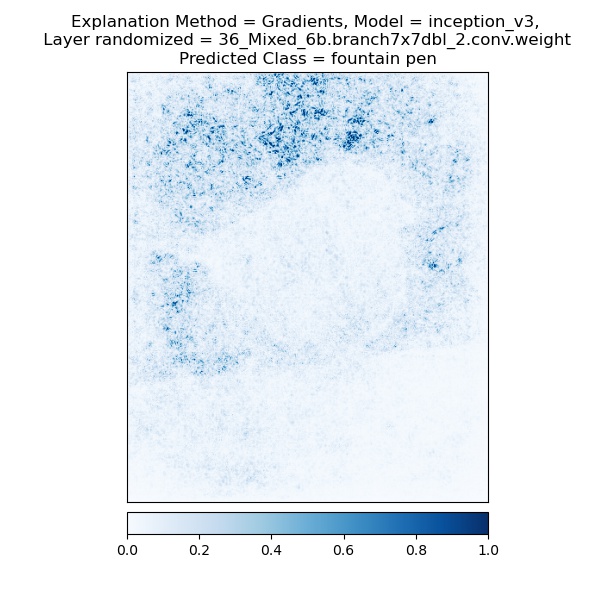 Explanation Method = Gradients, Model = inception_v3,
Layer randomized = 36_Mixed_6b.branch7x7dbl_2.conv.weight
Predicted Class = fountain pen
0.0 0.2 0.4 0.6 0.8 1.0